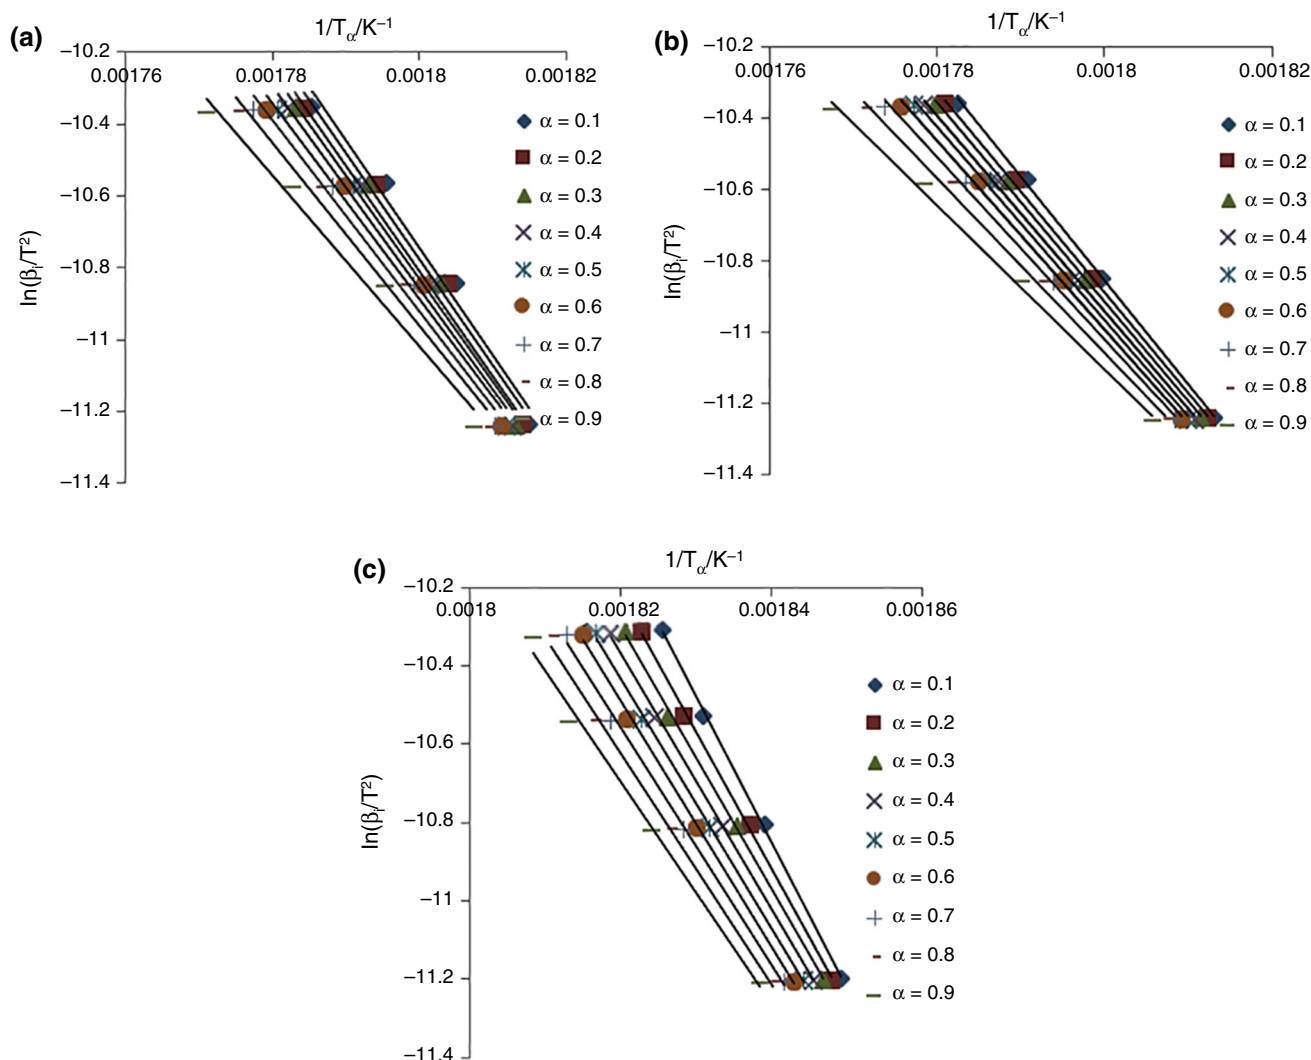 (a)
1/Tα/K⁻¹
−10.2
0.00176 0.00178 0.0018 0.00182
−10.4
−10.6
−10.8
−11
−11.2
−11.4
ln(βi/T²)
α = 0.1
α = 0.2
α = 0.3
α = 0.4
α = 0.5
α = 0.6
α = 0.7
α = 0.8
α = 0.9
(b)
1/Tα/K⁻¹
−10.2
0.00176 0.00178 0.0018 0.00182
−10.4
−10.6
−10.8
−11
−11.2
−11.4
ln(βi/T²)
α = 0.1
α = 0.2
α = 0.3
α = 0.4
α = 0.5
α = 0.6
α = 0.7
α = 0.8
α = 0.9
(c)
1/Tα/K⁻¹
−10.2
0.0018 0.00182 0.00184 0.00186
−10.4
−10.6
−10.8
−11
−11.2
−11.4
ln(βi/T²)
α = 0.1
α = 0.2
α = 0.3
α = 0.4
α = 0.5
α = 0.6
α = 0.7
α = 0.8
α = 0.9